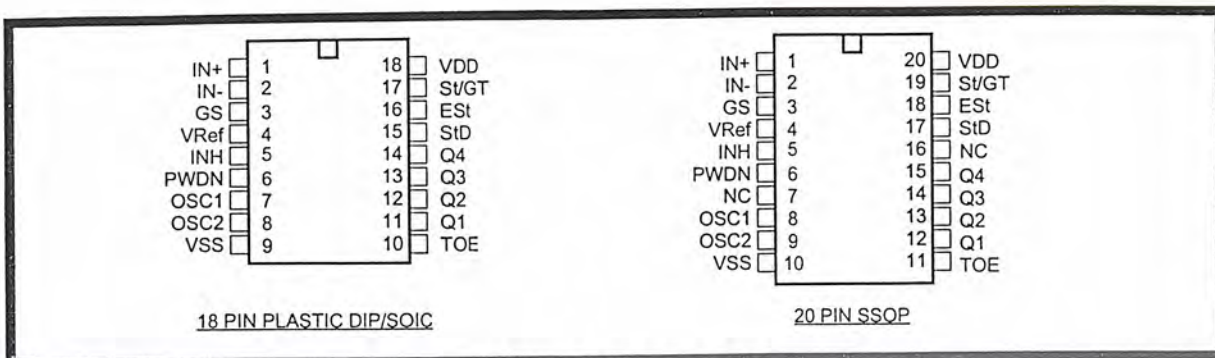 IN+ 1 18 VDD
IN- 2 17 St/GT
GS 3 16 ESt
VRef 4 15 StD
INH 5 14 Q4
PWDN 6 13 Q3
OSC1 7 12 Q2
OSC2 8 11 Q1
VSS 9 10 TOE
18 PIN PLASTIC DIP/SOIC
IN+ 1 20 VDD
IN- 2 19 St/GT
GS 3 18 ESt
VRef 4 17 StD
INH 5 16 NC
PWDN 6 15 Q4
NC 7 14 Q3
OSC1 8 13 Q2
OSC2 9 12 Q1
VSS 10 11 TOE
20 PIN SSOP